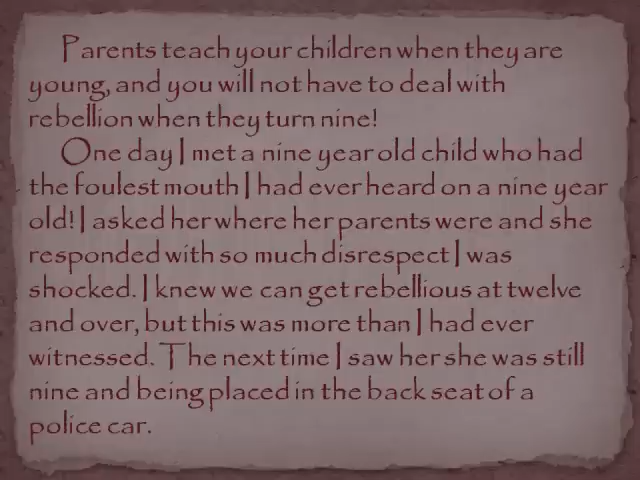 Parents teach your children when they are
young, and you will not have to deal with
rebellion when they turn nine!
One day I met a nine year old child who had
the foulest mouth I had ever heard on a nine year
old! I asked her where her parents were and she
responded with so much disrespect I was
shocked. I knew we can get rebellious at twelve
and over, but this was more than I had ever
witnessed. The next time I saw her she was still
nine and being placed in the back seat of a
police car.